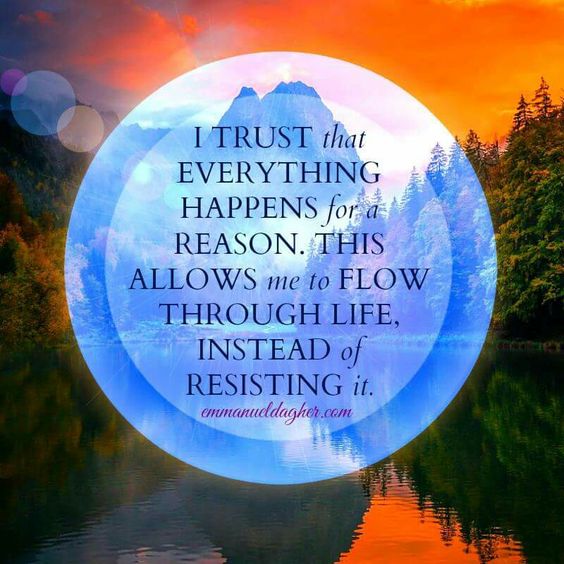 I TRUST that
EVERYTHING
HAPPENS for a
REASON. THIS
ALLOWS me to FLOW
THROUGH LIFE,
INSTEAD of
RESISTING it.
emmanueldagher.com